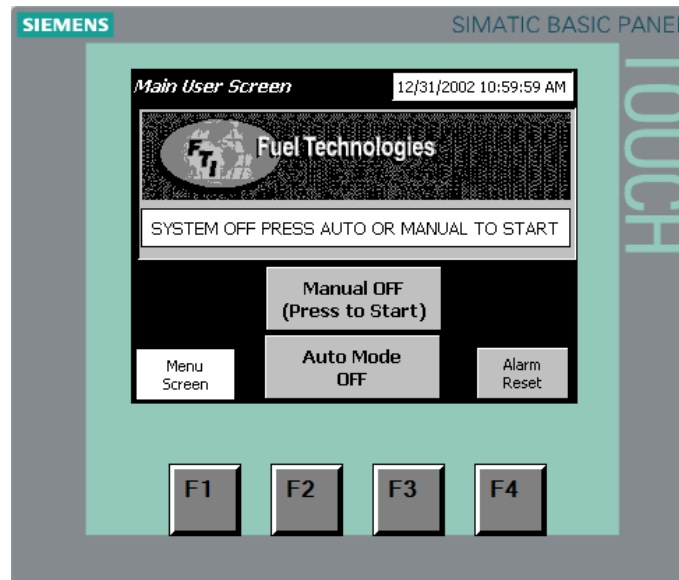 SIEMENS
SIMATIC BASIC PANEL
TOUCH
Main User Screen
12/31/2002 10:59:59 AM
FTI
Fuel Technologies
SYSTEM OFF PRESS AUTO OR MANUAL TO START
Manual OFF
(Press to Start)
Auto Mode
OFF
Menu
Screen
Alarm
Reset
F1
F2
F3
F4